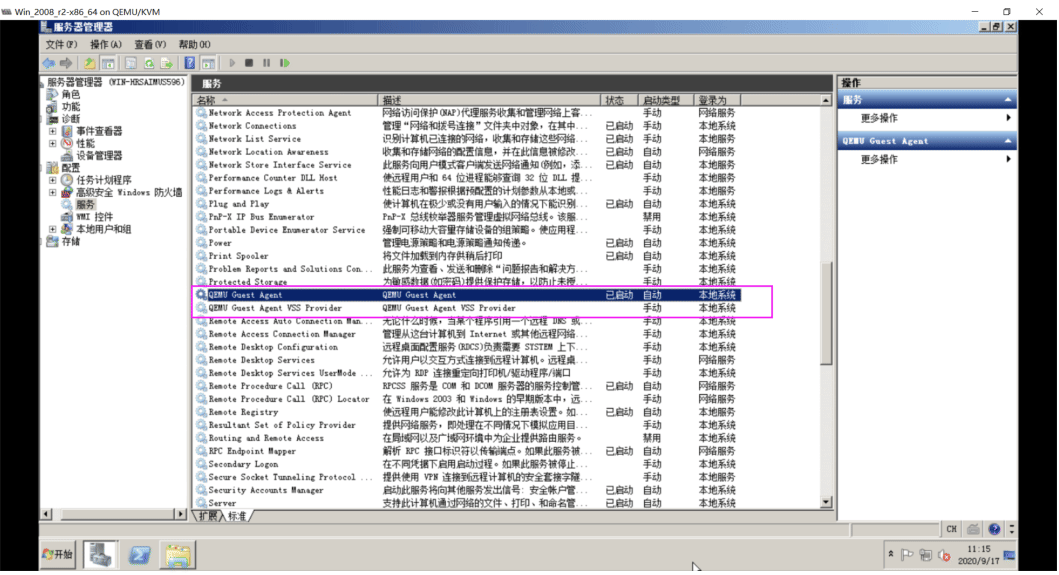 Win_2008_r2-x86_64 on QEMU/KVM
服务器管理器
文件(F) 操作(A) 查看(V) 帮助(H)
服务器管理器 (WIN-HRSAIMUS596)
角色
功能
诊断
事件查看器
性能
设备管理器
配置
任务计划程序
高级安全 Windows 防火墙
服务
WMI 控件
本地用户和组
存储
服务
名称 描述 状态 启动类型 登录为
Network Access Protection Agent 网络访问保护(NAP)代理服务收集和管理网络上客... 手动 网络服务
Network Connections 管理“网络和拨号连接”文件夹中对象，在其中... 已启动 手动 本地系统
Network List Service 识别计算机已连接的网络，收集和存储这些网络... 已启动 手动 本地服务
Network Location Awareness 收集和存储网络的配置信息，并在此信息被修改... 已启动 自动 网络服务
Network Store Interface Service 此服务向用户模式客户端发送网络通知(例如，添... 已启动 自动 本地服务
Performance Counter DLL Host 使远程用户和 64 位进程能够查询 32 位 DLL 提... 手动 本地服务
Performance Logs & Alerts 性能日志和警报根据预配置的计划参数从本地或... 手动 本地服务
Plug and Play 使计算机在极少或没有用户输入的情况下能识别... 已启动 自动 本地系统
PnP-X IP Bus Enumerator PnP-X 总线枚举器服务管理虚拟网络总线。该服... 禁用 本地系统
Portable Device Enumerator Service 强制可移动大容量存储设备的组策略。使应用程... 手动 本地系统
Power 管理电源策略和电源策略通知传递。 已启动 自动 本地系统
Print Spooler 将文件加载到内存供稍后打印 已启动 自动 本地系统
Problem Reports and Solutions Con... 此服务为查看、发送和删除“问题报告和解决方... 手动 本地系统
Protected Storage 为敏感数据(如密码)提供保护存储，以防止未授... 手动 本地系统
QEMU Guest Agent QEMU Guest Agent 已启动 自动 本地系统
QEMU Guest Agent VSS Provider QEMU Guest Agent VSS Provider 手动 本地系统
Remote Access Auto Connection Man... 无论什么时候，当某个程序引用一个远程 DNS 或... 手动 本地系统
Remote Access Connection Manager 管理从这台计算机到 Internet 或其他远程网络... 手动 本地系统
Remote Desktop Configuration 远程桌面配置服务(RDCS)负责需要 SYSTEM 上下... 手动 本地系统
Remote Desktop Services 允许用户以交互方式连接到远程计算机。远程桌... 手动 网络服务
Remote Desktop Services UserMode ... 允许为 RDP 连接重定向打印机/驱动程序/端口 手动 本地系统
Remote Procedure Call (RPC) RPCSS 服务是 COM 和 DCOM 服务器的服务控制管... 已启动 自动 网络服务
Remote Procedure Call (RPC) Locator 在 Windows 2003 和 Windows 的早期版本中，远... 手动 网络服务
Remote Registry 使远程用户能修改此计算机上的注册表设置。如... 已启动 自动 本地服务
Resultant Set of Policy Provider 提供网络服务，即处理在不同情况下模拟应用目... 手动 本地系统
Routing and Remote Access 在局域网以及广域网环境中为企业提供路由服务。 禁用 本地系统
RPC Endpoint Mapper 解析 RPC 接口标识符以传输端点。如果此服务被... 已启动 自动 网络服务
Secondary Logon 在不同凭据下启用启动过程。如果此服务被停止... 手动 本地系统
Secure Socket Tunneling Protocol ... 提供使用 VPN 连接到远程计算机的安全套接字隧... 手动 本地服务
Security Accounts Manager 启动此服务将向其他服务发出信号: 安全帐户管... 已启动 自动 本地系统
Server 支持此计算机通过网络的文件、打印、和命名管... 已启动 自动 本地系统
扩展 标准
操作
服务
更多操作
QEMU Guest Agent
更多操作
CH
开始
11:15
2020/9/17